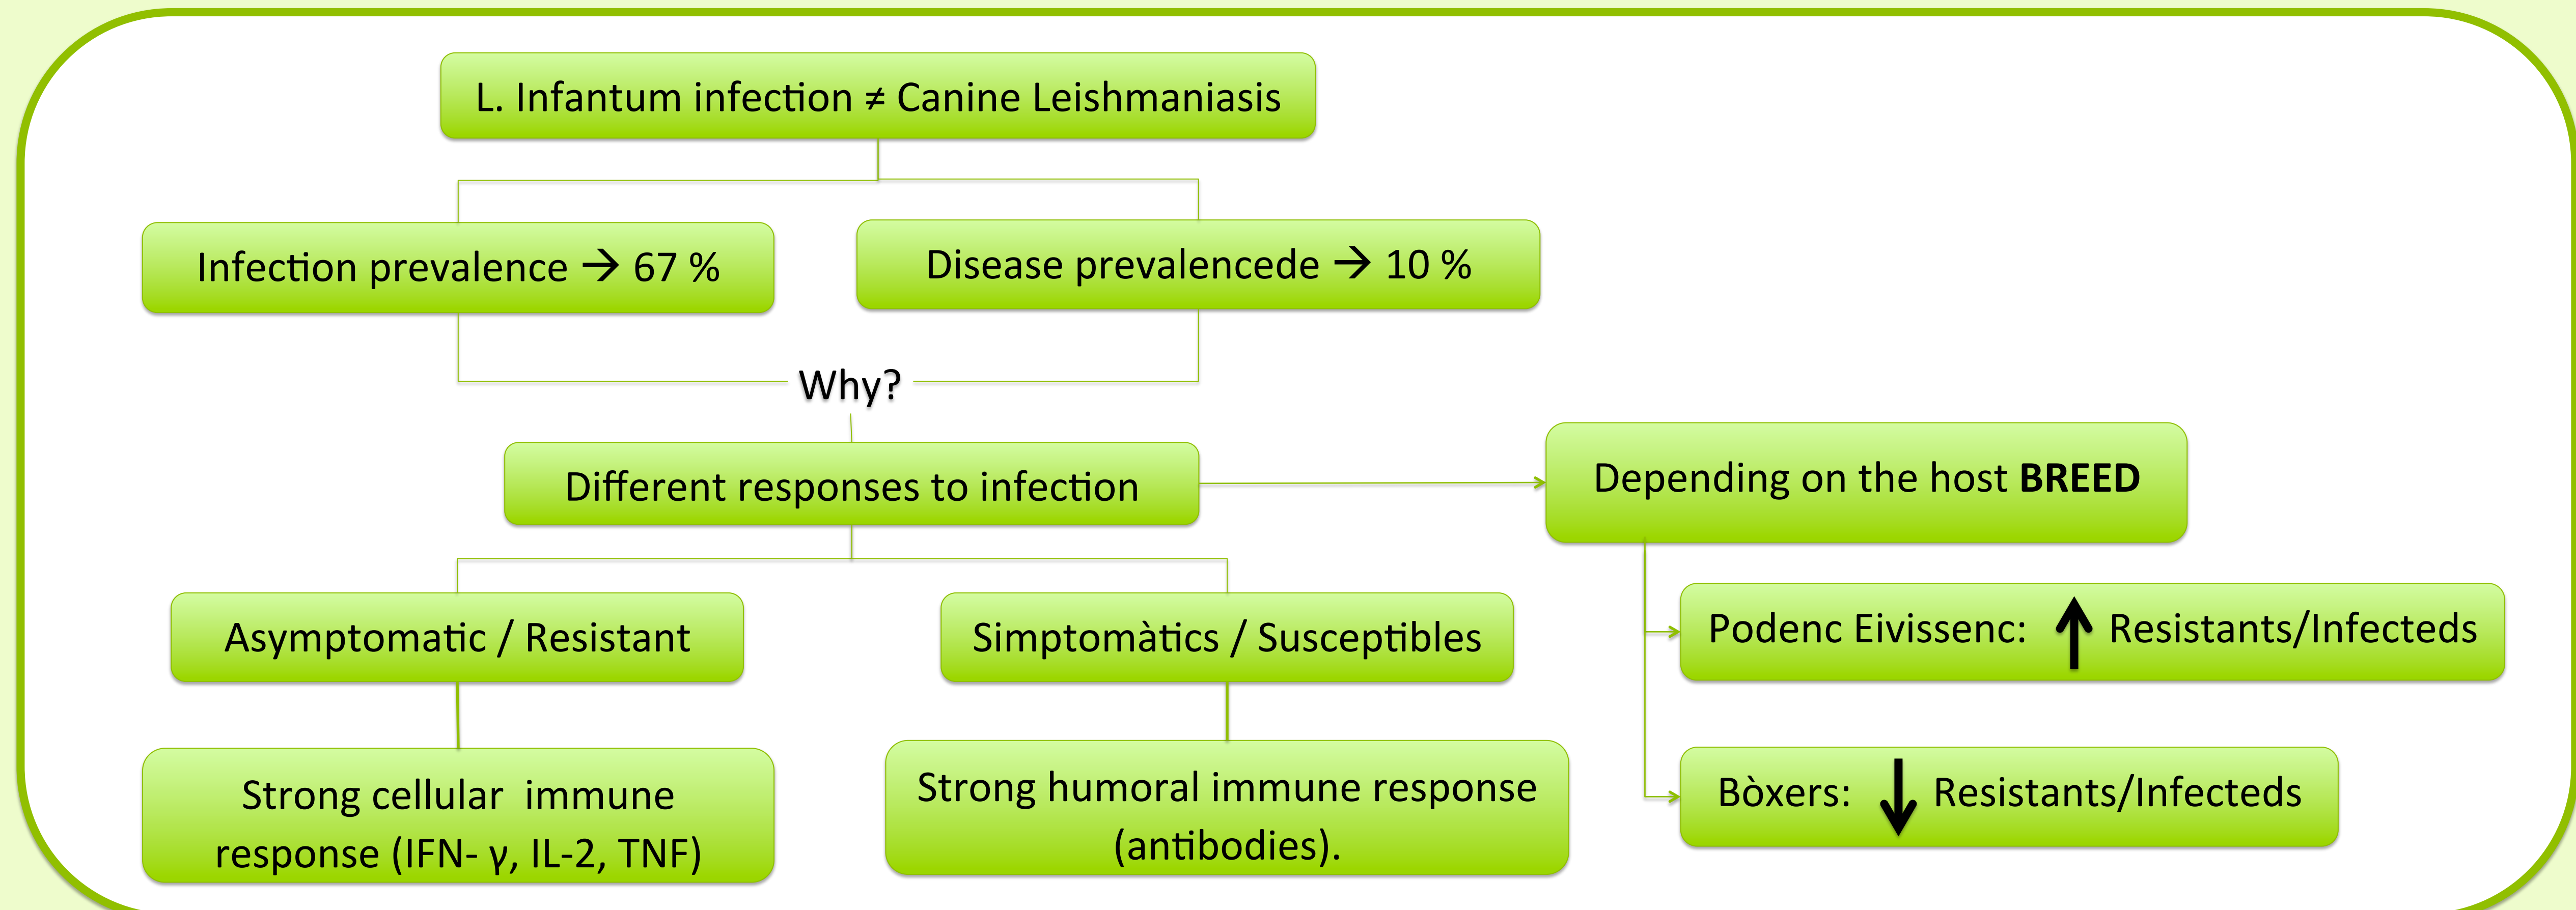 L. Infantum infection ≠ Canine Leishmaniasis
Infection prevalence → 67 %
Disease prevalencede → 10 %
Why?
Different responses to infection
Depending on the host BREED
Asymptomatic / Resistant
Simptomàtics / Susceptibles
Podenc Eivissenc: ↑ Resistants/Infecteds
Strong cellular immune
response (IFN- γ, IL-2, TNF)
Strong humoral immune response
(antibodies).
Bòxers: ↓ Resistants/Infecteds